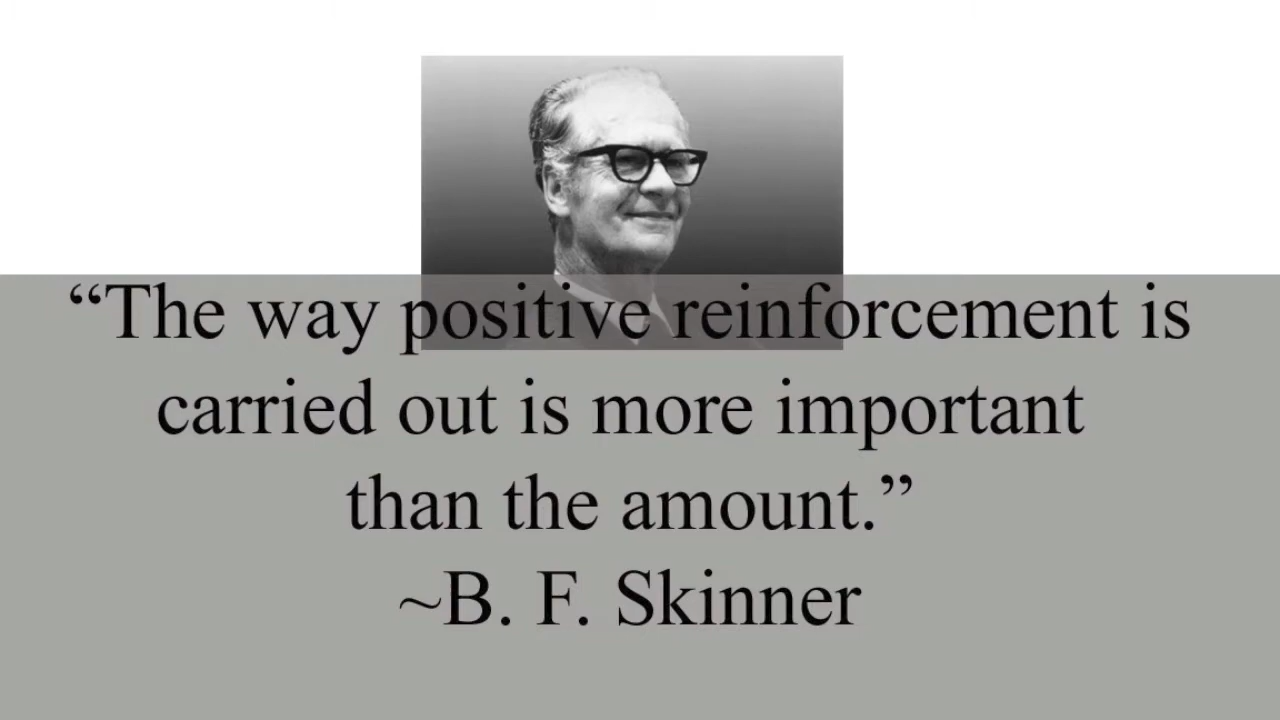 “The way positive reinforcement is
carried out is more important
than the amount.”
~B. F. Skinner